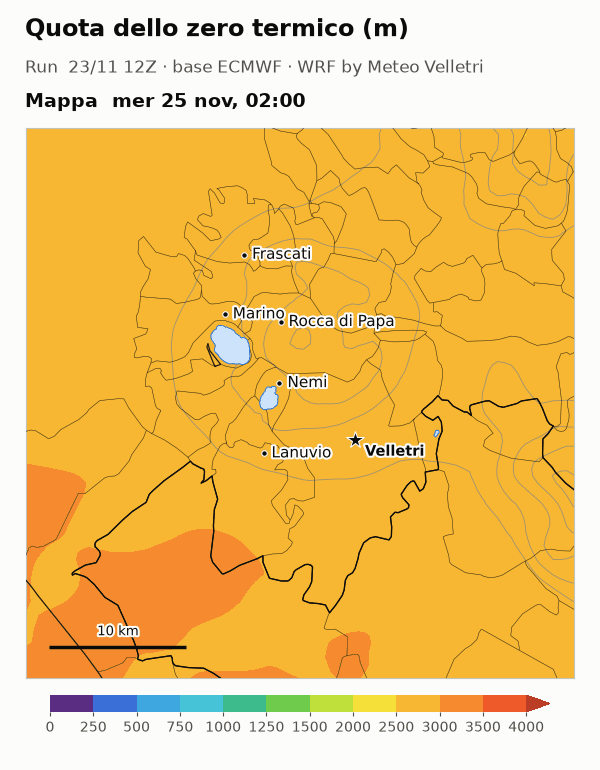 Quota dello zero termico (m)
Run  23/11 12Z · base ECMWF · WRF by Meteo Velletri
Mappa  mer 25 nov, 02:00
Frascati
Marino
Rocca di Papa
Nemi
Velletri
Lanuvio
10 km
0 250 500 750 1000 1250 1500 2000 2500 3000 3500 4000